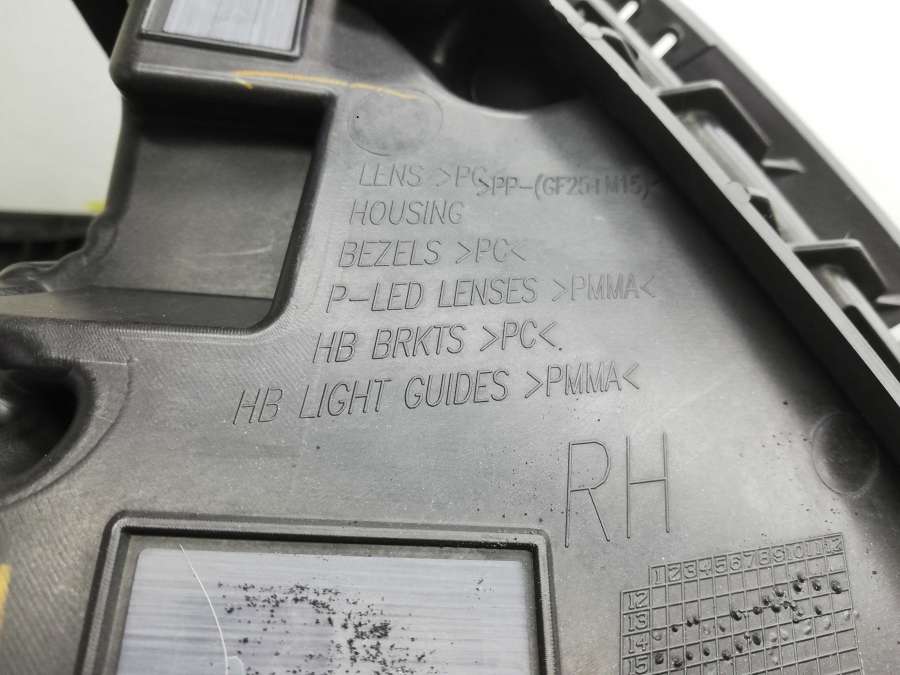 LENS >PC
>PP-(GF25+M15)<
HOUSING
BEZELS >PC<
P-LED LENSES >PMMA<
HB BRKTS >PC<.
HB LIGHT GUIDES >PMMA<
RH
1 2 3 4 5 6 7 8 9 10 11 12
12
13
14
15